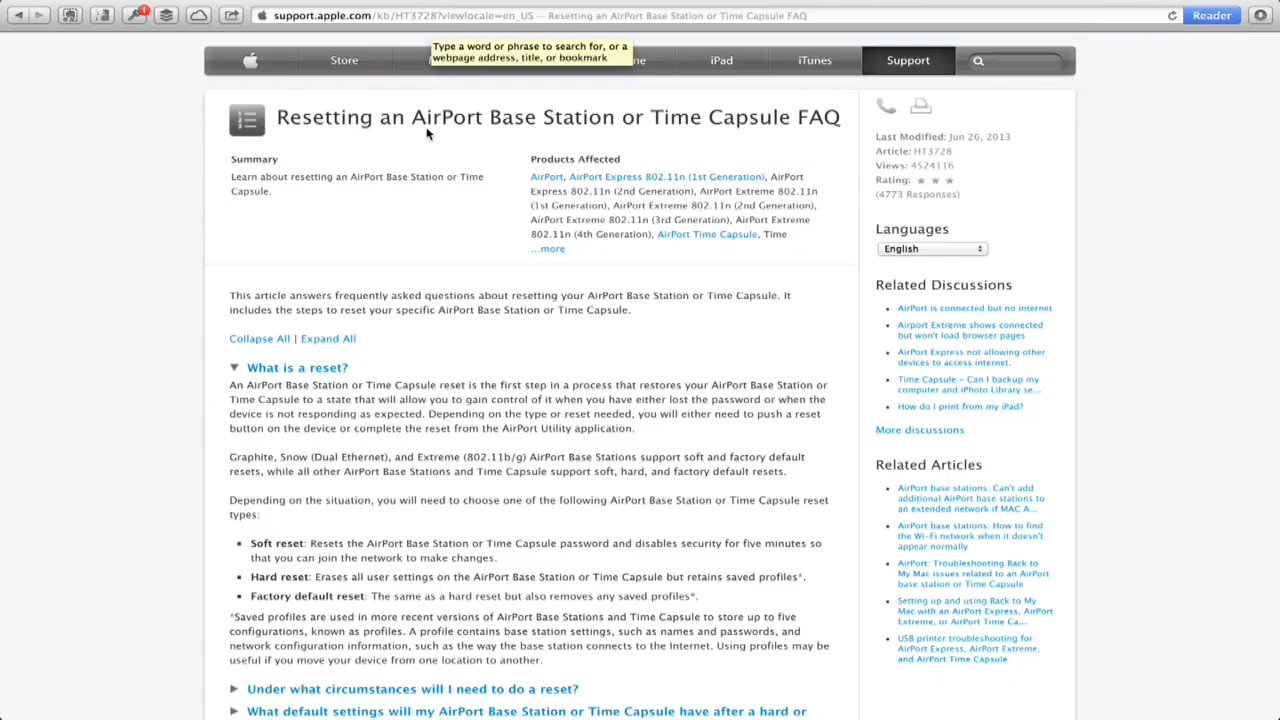 support.apple.com/kb/HT3728?viewlocale=en_US — Resetting an AirPort Base Station or Time Capsule FAQ
Reader
1
Type a word or phrase to search for, or a
webpage address, title, or bookmark
Store
ne
iPad
iTunes
Support
Resetting an AirPort Base Station or Time Capsule FAQ
Summary
Learn about resetting an AirPort Base Station or Time
Capsule.
Products Affected
AirPort, AirPort Express 802.11n (1st Generation), AirPort
Express 802.11n (2nd Generation), AirPort Extreme 802.11n
(1st Generation), AirPort Extreme 802.11n (2nd Generation),
AirPort Extreme 802.11n (3rd Generation), AirPort Extreme
802.11n (4th Generation), AirPort Time Capsule, Time
...more
This article answers frequently asked questions about resetting your AirPort Base Station or Time Capsule. It
includes the steps to reset your specific AirPort Base Station or Time Capsule.
Collapse All | Expand All
What is a reset?
An AirPort Base Station or Time Capsule reset is the first step in a process that restores your AirPort Base Station or
Time Capsule to a state that will allow you to gain control of it when you have either lost the password or when the
device is not responding as expected. Depending on the type or reset needed, you will either need to push a reset
button on the device or complete the reset from the AirPort Utility application.
Graphite, Snow (Dual Ethernet), and Extreme (802.11b/g) AirPort Base Stations support soft and factory default
resets, while all other AirPort Base Stations and Time Capsule support soft, hard, and factory default resets.
Depending on the situation, you will need to choose one of the following AirPort Base Station or Time Capsule reset
types:
Soft reset: Resets the AirPort Base Station or Time Capsule password and disables security for five minutes so
that you can join the network to make changes.
Hard reset: Erases all user settings on the AirPort Base Station or Time Capsule but retains saved profiles*.
Factory default reset: The same as a hard reset but also removes any saved profiles*.
*Saved profiles are used in more recent versions of AirPort Base Stations and Time Capsule to store up to five
configurations, known as profiles. A profile contains base station settings, such as names and passwords, and
network configuration information, such as the way the base station connects to the Internet. Using profiles may be
useful if you move your device from one location to another.
Under what circumstances will I need to do a reset?
What default settings will my AirPort Base Station or Time Capsule have after a hard or
Last Modified: Jun 26, 2013
Article: HT3728
Views: 4524116
Rating: ★ ★ ★
(4773 Responses)
Languages
English
Related Discussions
AirPort is connected but no internet
Airport Extreme shows connected
but won't load browser pages
AirPort Express not allowing other
devices to access internet.
Time Capsule - Can I backup my
computer and iPhoto Library se...
How do I print from my iPad?
More discussions
Related Articles
AirPort base stations: Can't add
additional AirPort base stations to
an extended network if MAC A...
AirPort base stations: How to find
the Wi-Fi network when it doesn't
appear normally
AirPort: Troubleshooting Back to
My Mac issues related to an AirPort
base station or Time Capsule
Setting up and using Back to My
Mac with an AirPort Express, AirPort
Extreme, or AirPort Time Ca...
USB printer troubleshooting for
AirPort Express, AirPort Extreme,
and AirPort Time Capsule